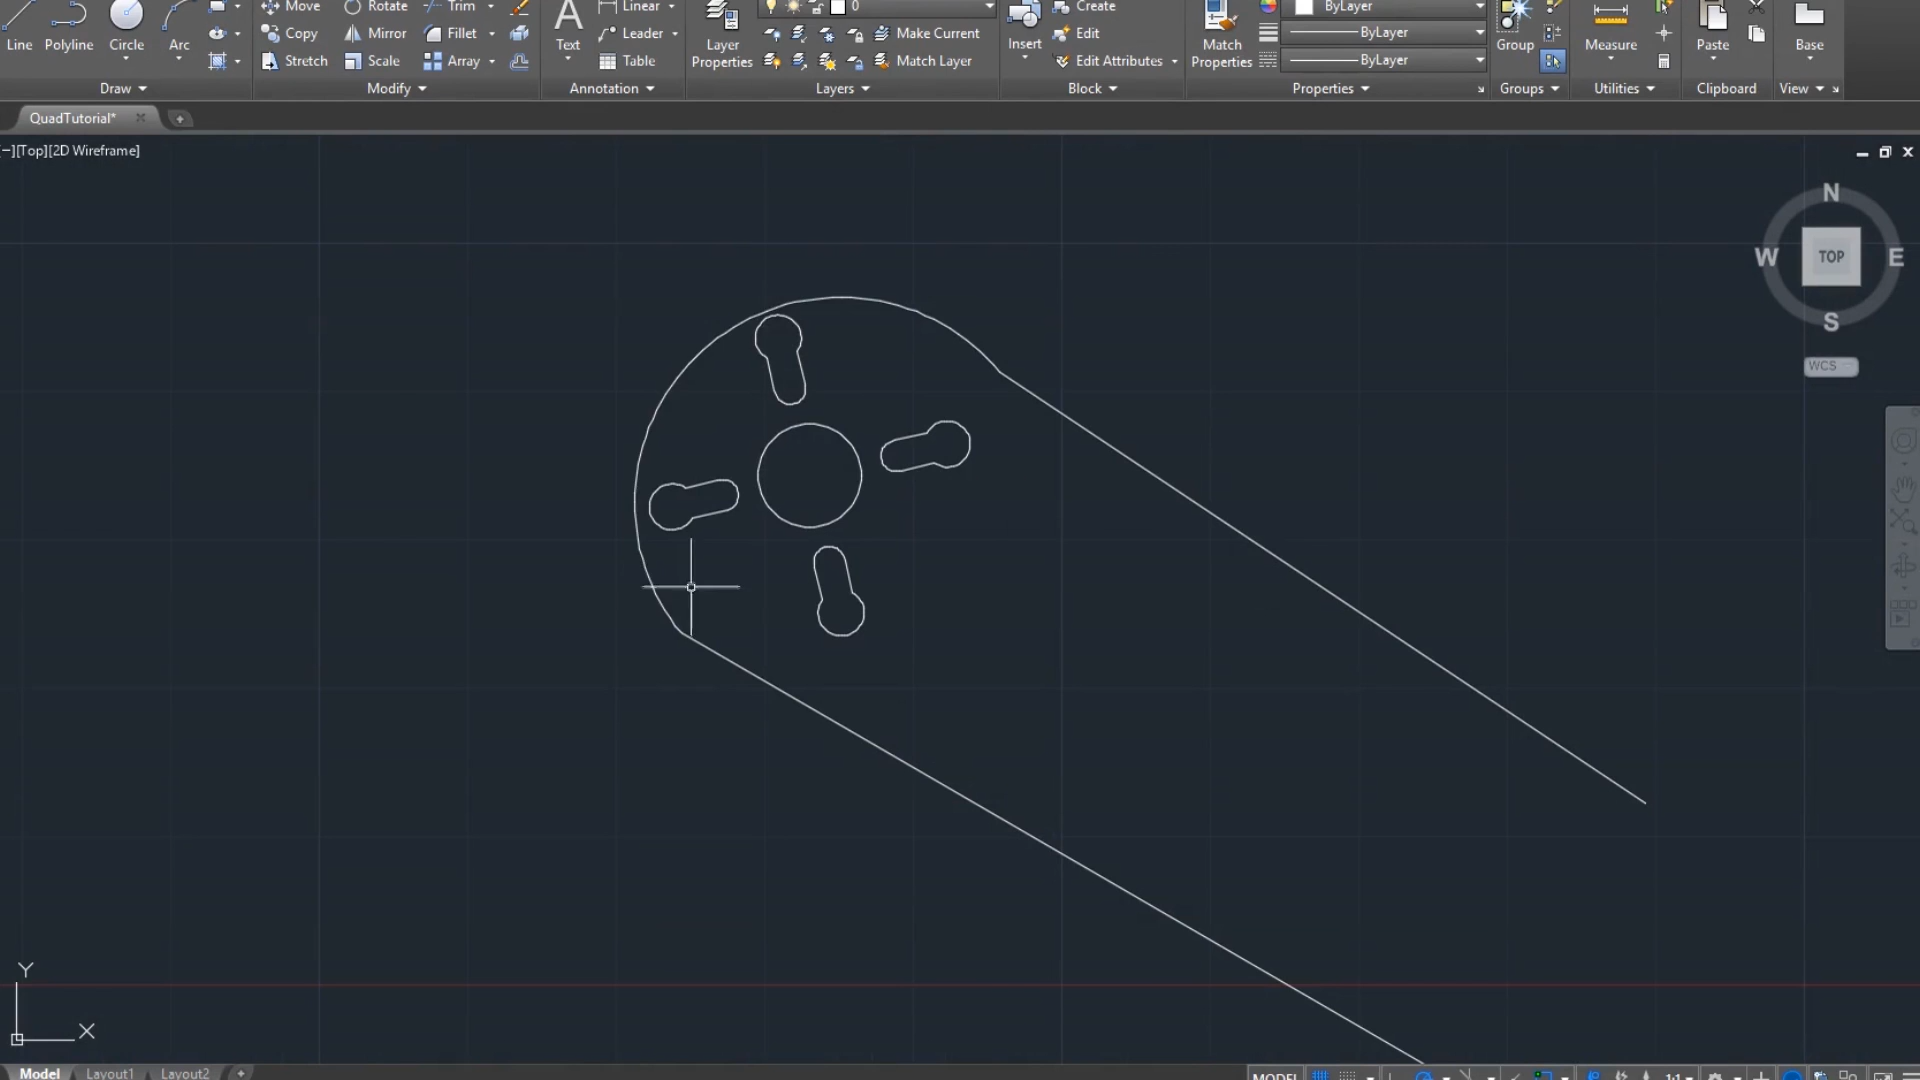 Move Rotate Trim Linear 0 Create ByLayer
Line Polyline Circle Arc Copy Mirror Fillet Text Leader Layer Properties Make Current Insert Edit Match Properties ByLayer Group Measure Paste Base
Stretch Scale Array Table Match Layer Edit Attributes ByLayer
Draw Modify Annotation Layers Block Properties Groups Utilities Clipboard View
QuadTutorial*
[−][Top][2D Wireframe]
N
W TOP E
S
WCS
Y
X
Model Layout1 Layout2 MODEL 1:1